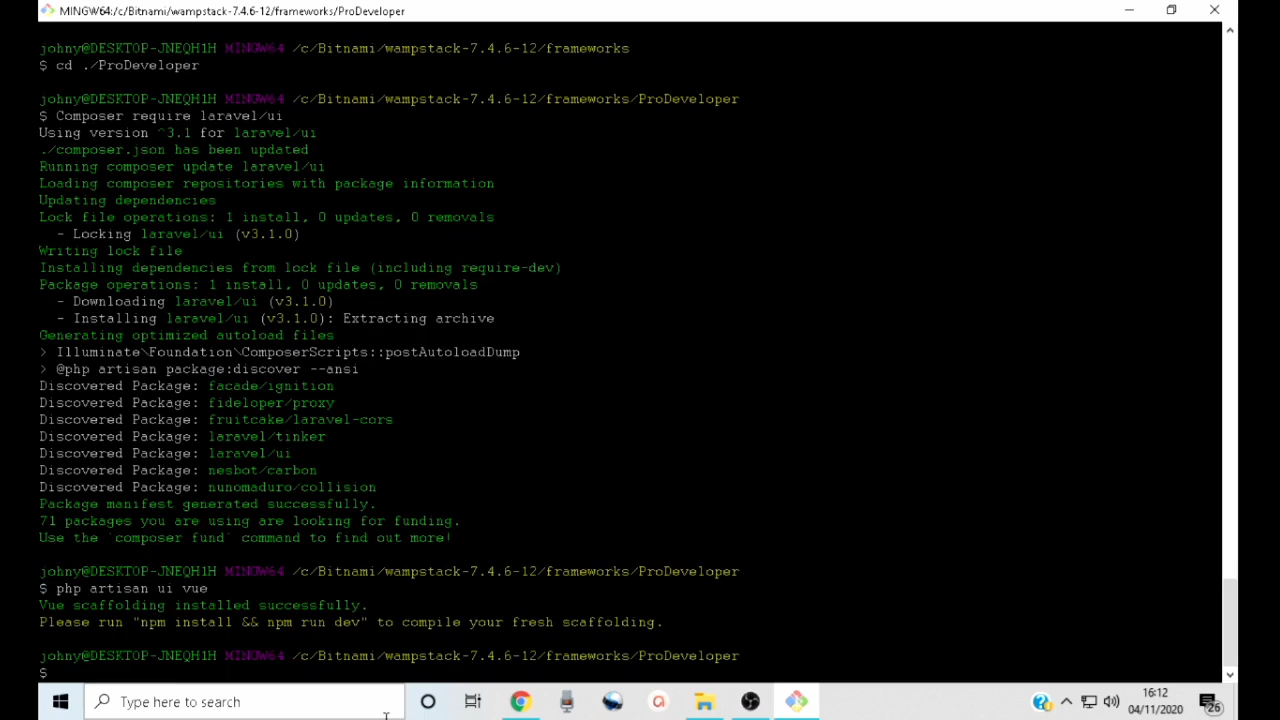 MINGW64:/c/Bitnami/wampstack-7.4.6-12/frameworks/ProDeveloper
johny@DESKTOP-JNEQH1H MINGW64 /c/Bitnami/wampstack-7.4.6-12/frameworks
$ cd ./ProDeveloper
johny@DESKTOP-JNEQH1H MINGW64 /c/Bitnami/wampstack-7.4.6-12/frameworks/ProDeveloper
$ Composer require laravel/ui
Using version ^3.1 for laravel/ui
./composer.json has been updated
Running composer update laravel/ui
Loading composer repositories with package information
Updating dependencies
Lock file operations: 1 install, 0 updates, 0 removals
- Locking laravel/ui (v3.1.0)
Writing lock file
Installing dependencies from lock file (including require-dev)
Package operations: 1 install, 0 updates, 0 removals
- Downloading laravel/ui (v3.1.0)
- Installing laravel/ui (v3.1.0): Extracting archive
Generating optimized autoload files
> Illuminate\Foundation\ComposerScripts::postAutoloadDump
> @php artisan package:discover --ansi
Discovered Package: facade/ignition
Discovered Package: fideloper/proxy
Discovered Package: fruitcake/laravel-cors
Discovered Package: laravel/tinker
Discovered Package: laravel/ui
Discovered Package: nesbot/carbon
Discovered Package: nunomaduro/collision
Package manifest generated successfully.
71 packages you are using are looking for funding.
Use the `composer fund` command to find out more!
johny@DESKTOP-JNEQH1H MINGW64 /c/Bitnami/wampstack-7.4.6-12/frameworks/ProDeveloper
$ php artisan ui vue
Vue scaffolding installed successfully.
Please run "npm install && npm run dev" to compile your fresh scaffolding.
johny@DESKTOP-JNEQH1H MINGW64 /c/Bitnami/wampstack-7.4.6-12/frameworks/ProDeveloper
$
Type here to search
16:12
04/11/2020
26